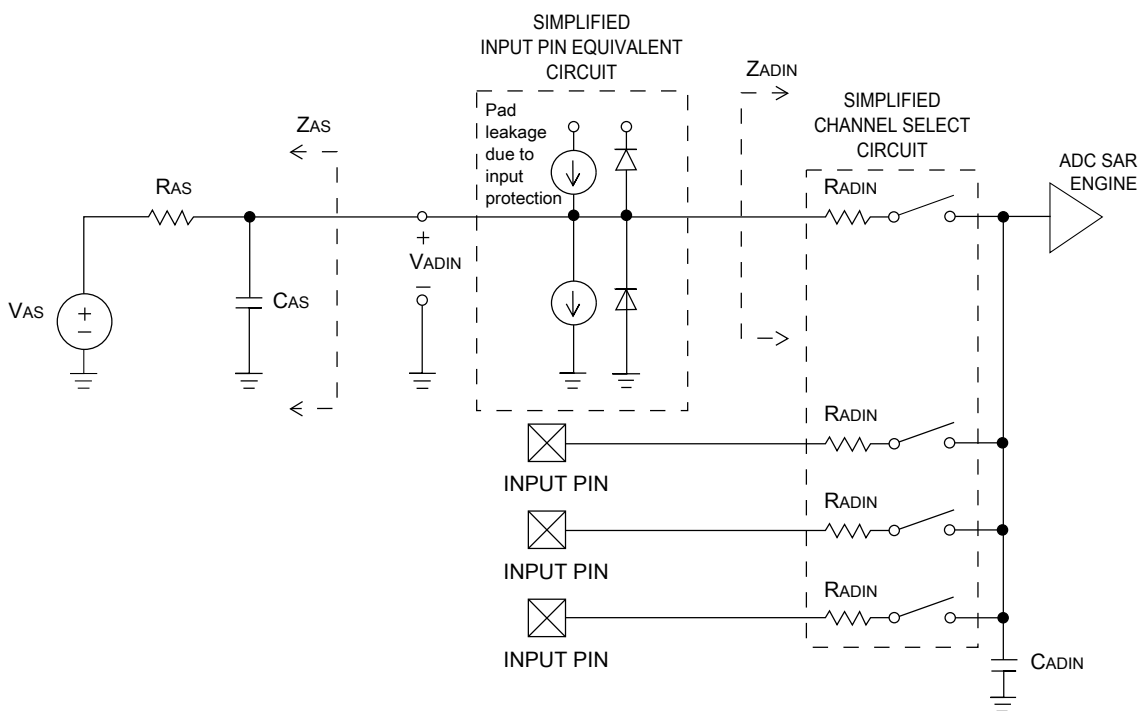 SIMPLIFIED
INPUT PIN EQUIVALENT
CIRCUIT
ZADIN
SIMPLIFIED
CHANNEL SELECT
CIRCUIT
ADC SAR
ENGINE
Pad
leakage
due to
input
protection
ZAS
RAS
RADIN
+
VADIN
–
CAS
VAS
+
–
RADIN
INPUT PIN
RADIN
INPUT PIN
RADIN
INPUT PIN
CADIN